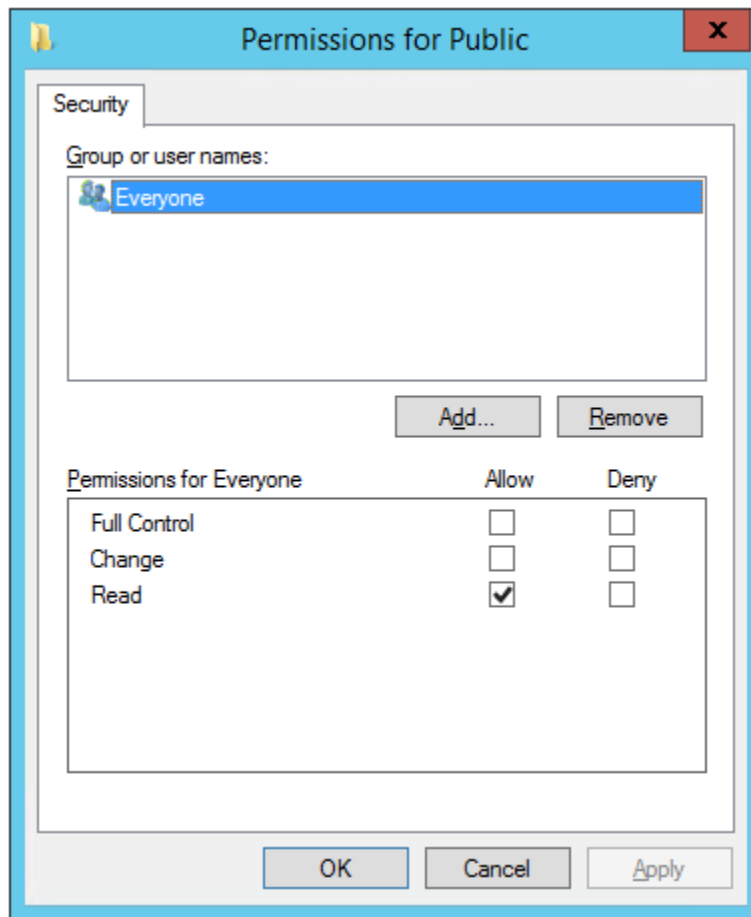 Permissions for Public
x
Security
Group or user names:
Everyone
Add... Remove
Permissions for Everyone Allow Deny
Full Control
Change
Read
OK Cancel Apply